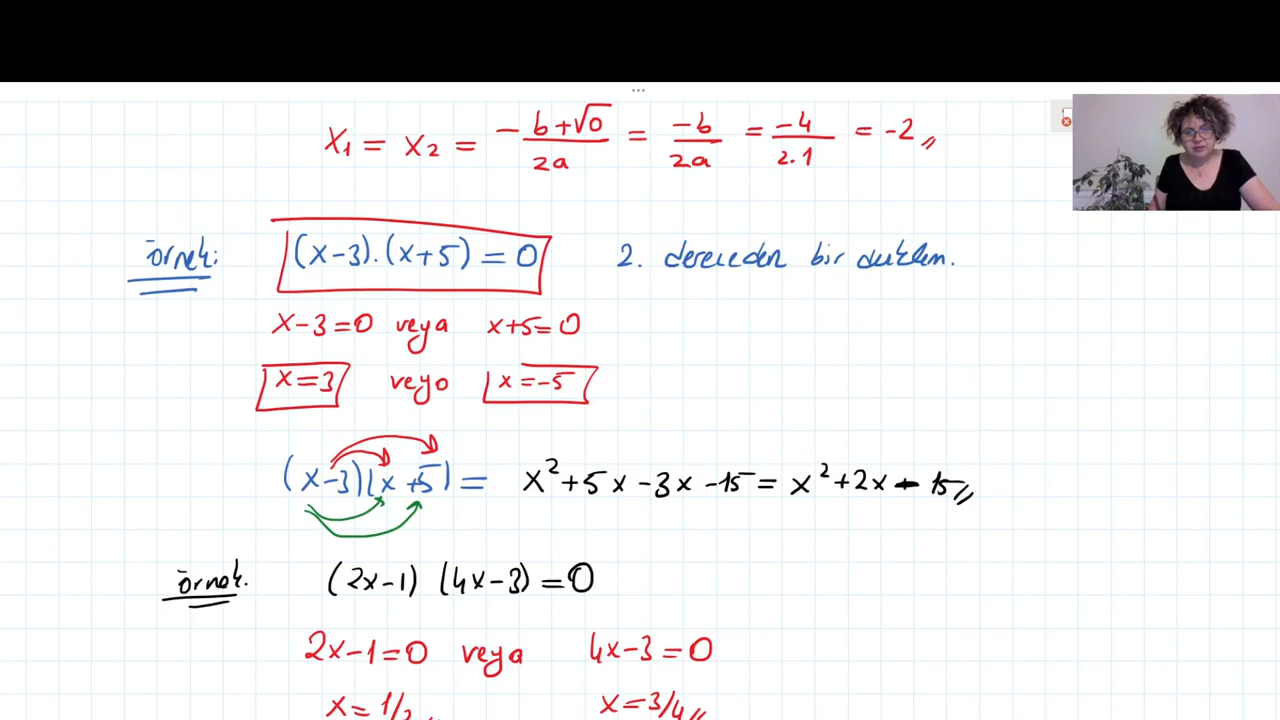 x₁ = x₂ = -b+√0/2a = -b/2a = -4/2.1 = -2//
örnek: (x-3).(x+5) = 0 2. dereceden bir denklem.
x-3=0 veya x+5=0
x=3 veya x=-5
(x-3)(x+5) = x²+5x-3x-15 = x²+2x-15//
örnek. (2x-1) (4x-3) = 0
2x-1=0 veya 4x-3=0
x=1/2 x=3/4//